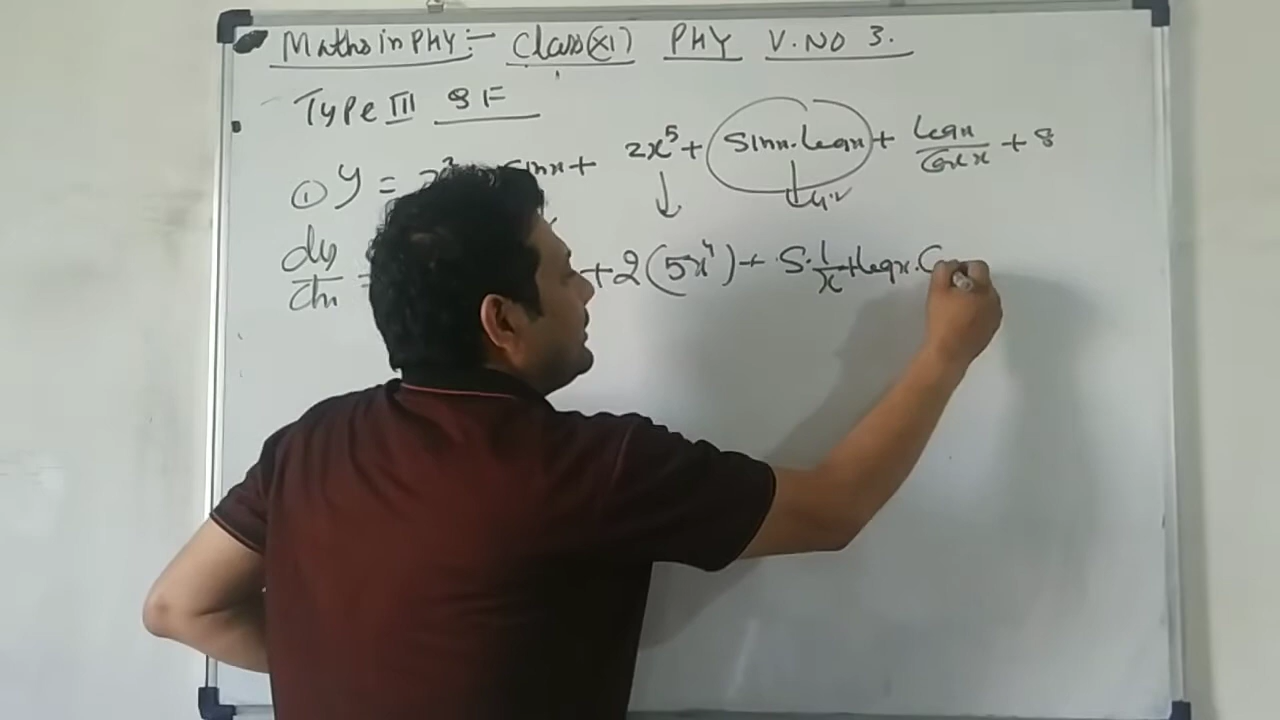 Maths in PHY:- Class(XI) PHY V.NO 3.
Type III
① y = sinx + 2x⁵ + sinx.logx + logx/cosx + 8
u.v
dy/dx = + 2(5x⁴) + S.1/x + logx.C